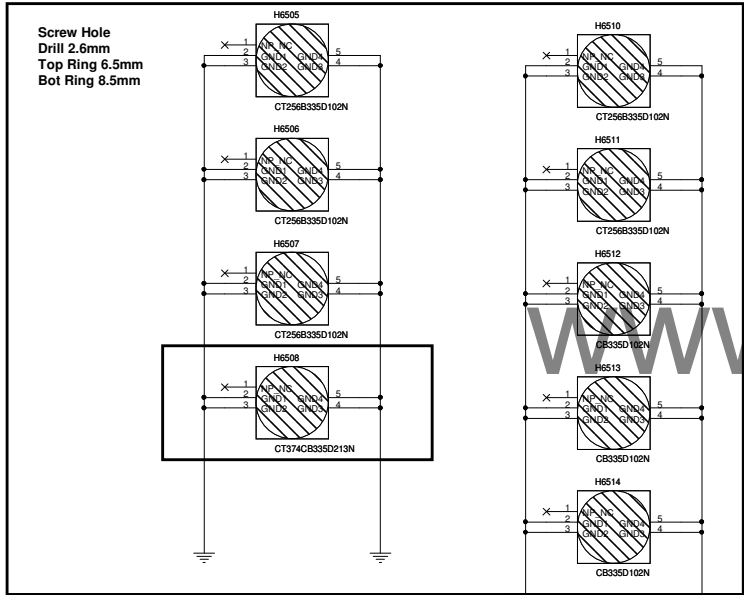 Screw Hole
Drill 2.6mm
Top Ring 6.5mm
Bot Ring 8.5mm
H6505
1 NP_NC
2 GND1 GND4 5
3 GND2 GND3 4
CT256B335D102N
H6506
1 NP_NC
2 GND1 GND4 5
3 GND2 GND3 4
CT256B335D102N
H6507
1 NP_NC
2 GND1 GND4 5
3 GND2 GND3 4
CT256B335D102N
H6508
1 NP_NC
2 GND1 GND4 5
3 GND2 GND3 4
CT374CB335D213N
H6510
1 NP_NC
2 GND1 GND4 5
3 GND2 GND3 4
CT256B335D102N
H6511
1 NP_NC
2 GND1 GND4 5
3 GND2 GND3 4
CT256B335D102N
H6512
1 NP_NC
2 GND1 GND4 5
3 GND2 GND3 4
CB335D102N
H6513
1 NP_NC
2 GND1 GND4 5
3 GND2 GND3 4
CB335D102N
H6514
1 NP_NC
2 GND1 GND4 5
3 GND2 GND3 4
CB335D102N